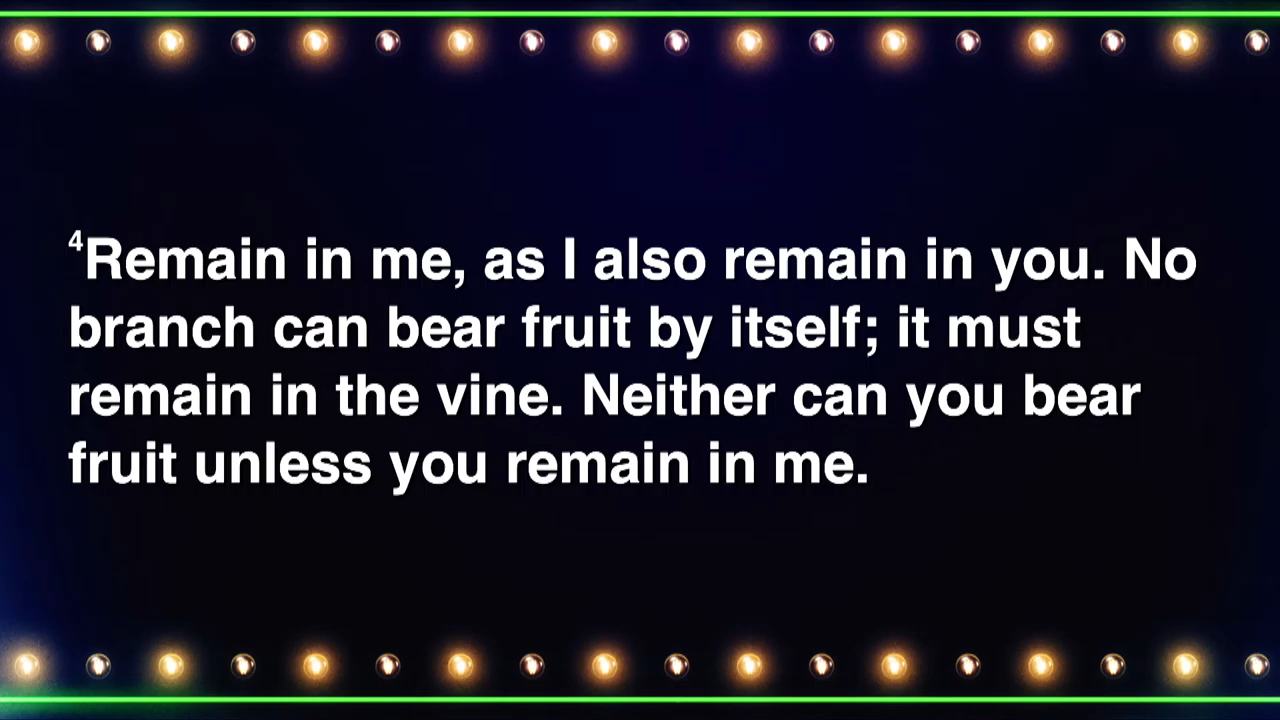 ⁴Remain in me, as I also remain in you. No
branch can bear fruit by itself; it must
remain in the vine. Neither can you bear
fruit unless you remain in me.